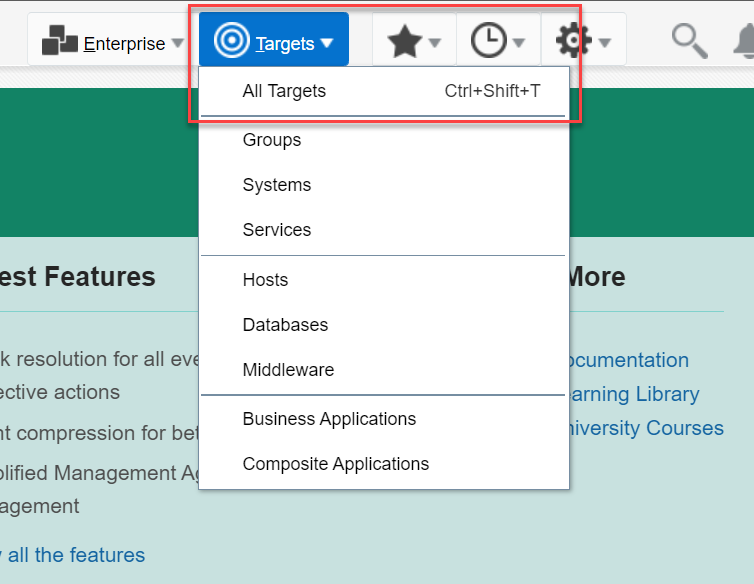 Enterprise
Targets
All Targets Ctrl+Shift+T
Groups
Systems
Services
Hosts
Databases
Middleware
Business Applications
Composite Applications
est Features
k resolution for all eve
ective actions
nt compression for bet
plified Management Ag
agement
all the features
More
ocumentation
arning Library
niversity Courses